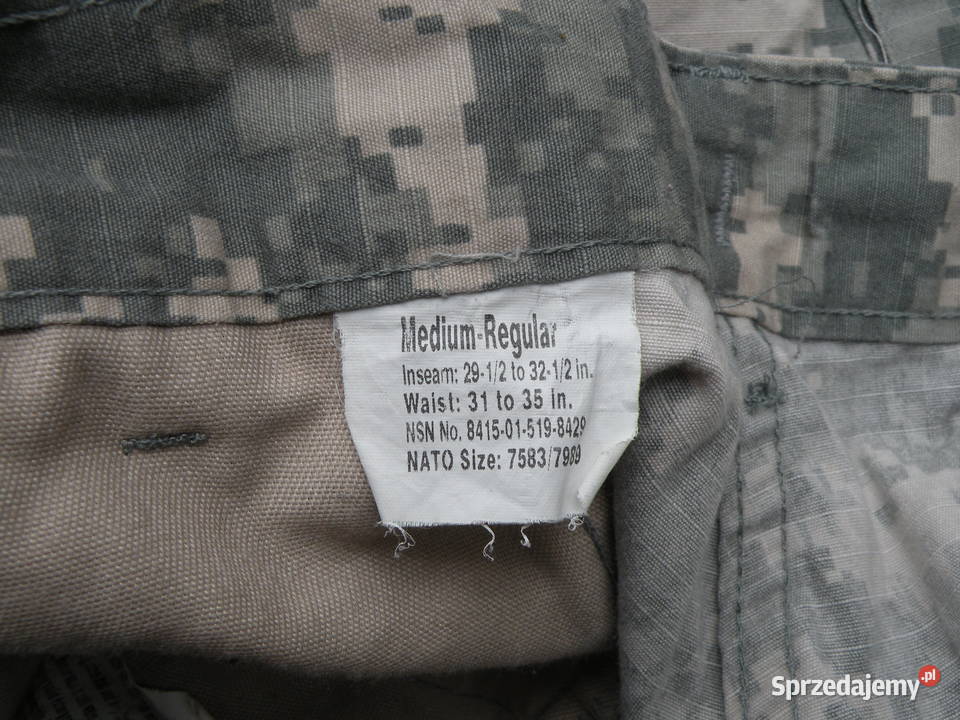 Medium-Regular
Inseam: 29-1/2 to 32-1/2 in.
Waist: 31 to 35 in.
NSN No. 8415-01-519-8429
NATO Size: 7583/7989
Sprzedajemy.pl